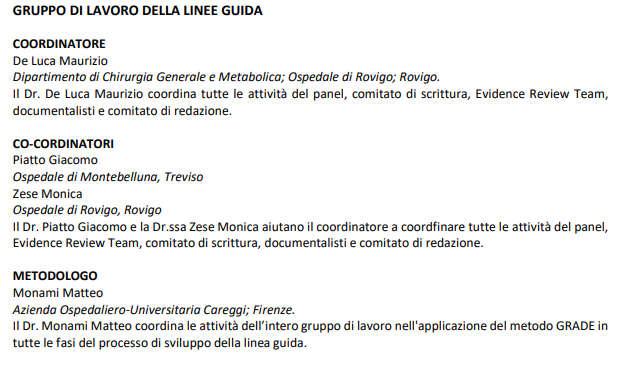 GRUPPO DI LAVORO DELLA LINEE GUIDA
COORDINATORE
De Luca Maurizio
Dipartimento di Chirurgia Generale e Metabolica; Ospedale di Rovigo; Rovigo.
Il Dr. De Luca Maurizio coordina tutte le attività del panel, comitato di scrittura, Evidence Review Team,
documentalisti e comitato di redazione.
CO-CORDINATORI
Piatto Giacomo
Ospedale di Montebelluna, Treviso
Zese Monica
Ospedale di Rovigo, Rovigo
Il Dr. Piatto Giacomo e la Dr.ssa Zese Monica aiutano il coordinatore a coordfinare tutte le attività del panel,
Evidence Review Team, comitato di scrittura, documentalisti e comitato di redazione.
METODOLOGO
Monami Matteo
Azienda Ospedaliero-Universitaria Careggi; Firenze.
Il Dr. Monami Matteo coordina le attività dell’intero gruppo di lavoro nell'applicazione del metodo GRADE in
tutte le fasi del processo di sviluppo della linea guida.